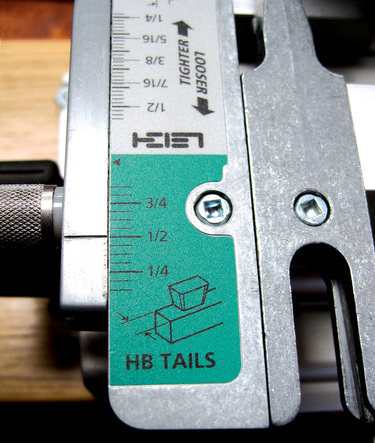 1/4
5/16
3/8
7/16
1/2
TIGHTER
LOOSER
LEIGH
3/4
1/2
1/4
HB TAILS